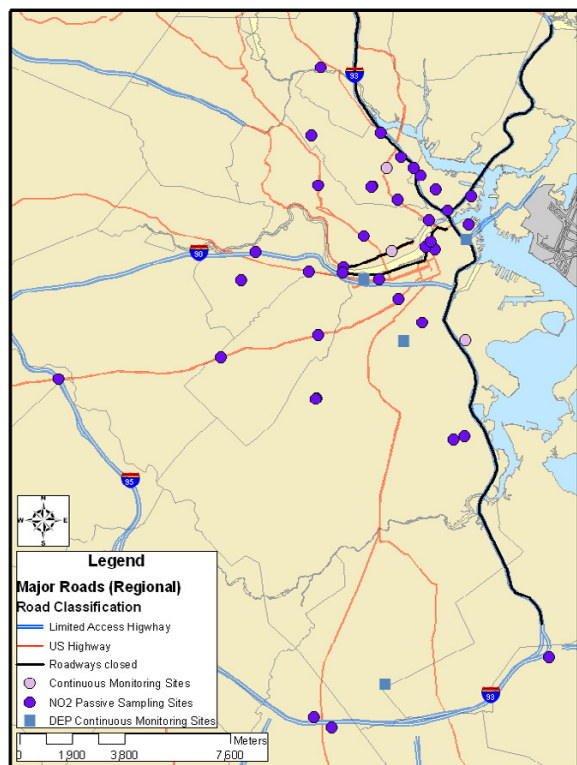 93
90
95
N
W E
S
Legend
Major Roads (Regional)
Road Classification
Limited Access Higwhay
US Highway
Roadways closed
Continuous Monitoring Sites
NO2 Passive Sampling Sites
DEP Continuous Monitoring Sites
Meters
0 1,900 3,800 7,600
93